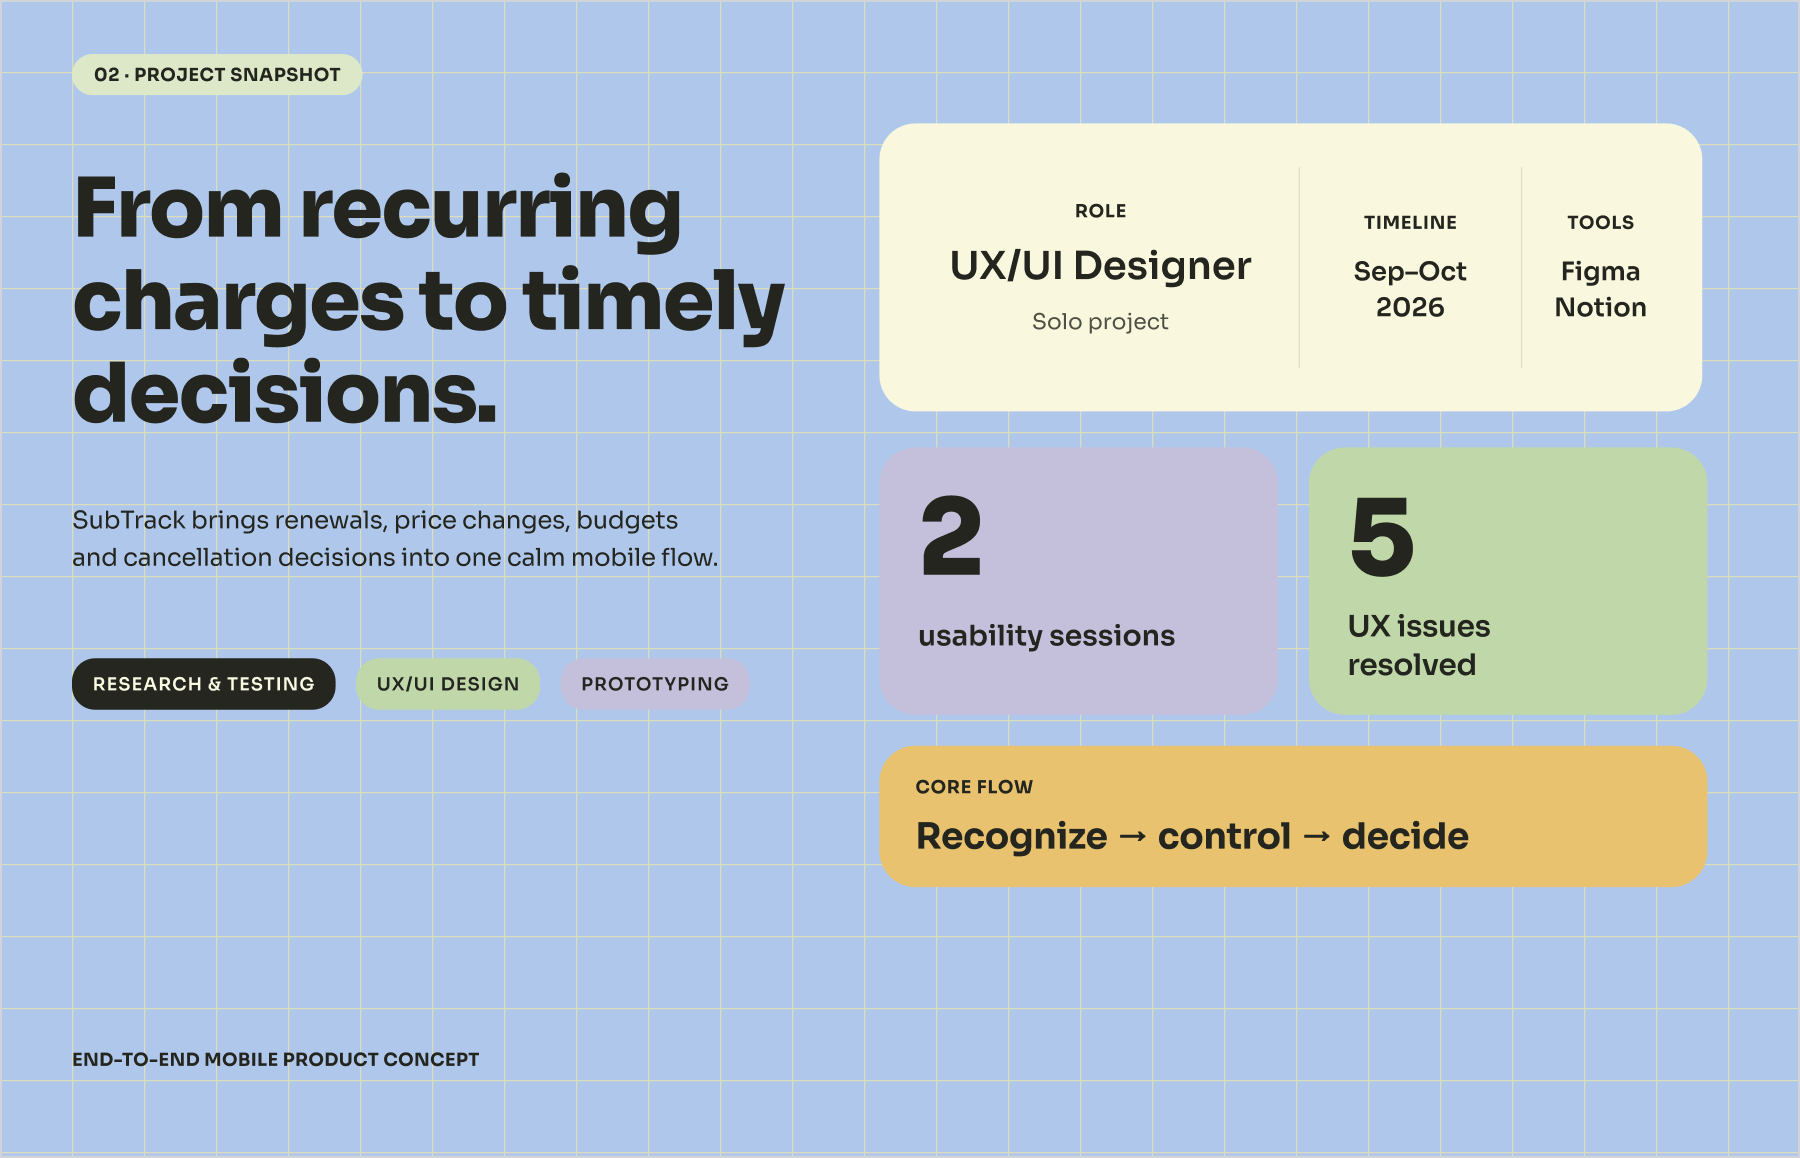 02 · PROJECT SNAPSHOT
From recurring
charges to timely
decisions.
SubTrack brings renewals, price changes, budgets
and cancellation decisions into one calm mobile flow.
RESEARCH & TESTING
UX/UI DESIGN
PROTOTYPING
ROLE
UX/UI Designer
Solo project
TIMELINE
Sep–Oct
2026
TOOLS
Figma
Notion
2
usability sessions
5
UX issues
resolved
CORE FLOW
Recognize → control → decide
END-TO-END MOBILE PRODUCT CONCEPT